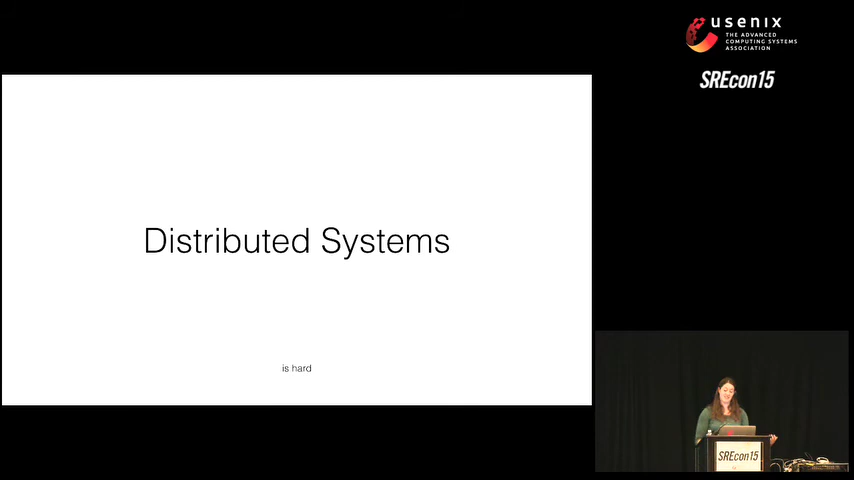 usenix
THE ADVANCED
COMPUTING SYSTEMS
ASSOCIATION
SREcon15
Distributed Systems
is hard
SREcon15